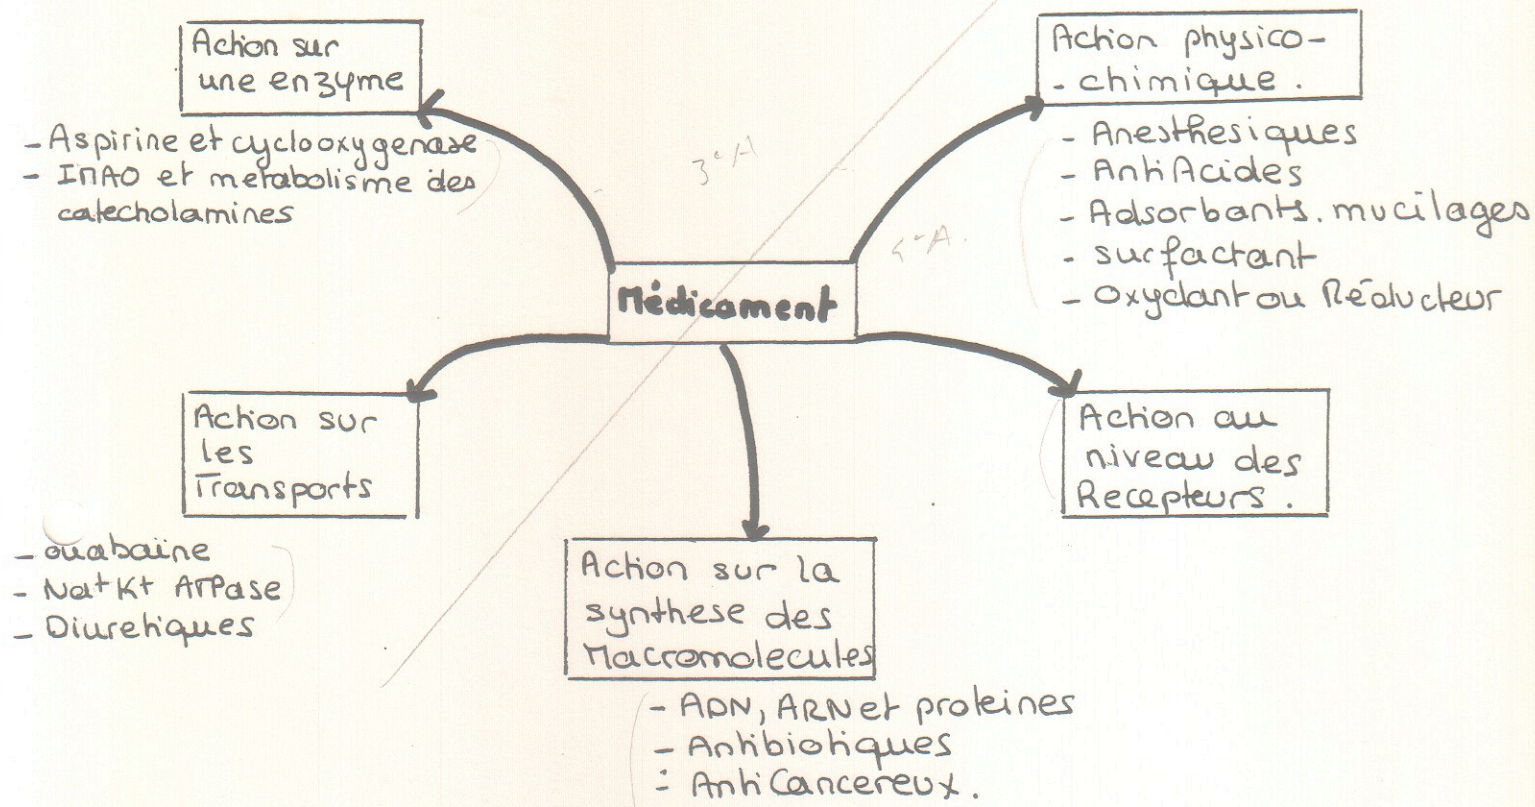 Action sur
une enzyme
- Aspirine et cyclooxygenase
- IMAO et metabolisme des
catecholamines
Action physico-
- chimique.
- Anesthesiques
- AntiAcides
- Adsorbants. mucilages
- surfactant
- Oxydant ou Réducteur
3e A
Médicament
Action sur
les
Transports
- ouabaïne
- Na+ K+ ATPase
- Diuretiques
Action sur la
synthese des
Macromolecules
- ADN, ARN et proteines
- Antibiotiques
- AntiCancereux.
Action au
niveau des
Recepteurs.